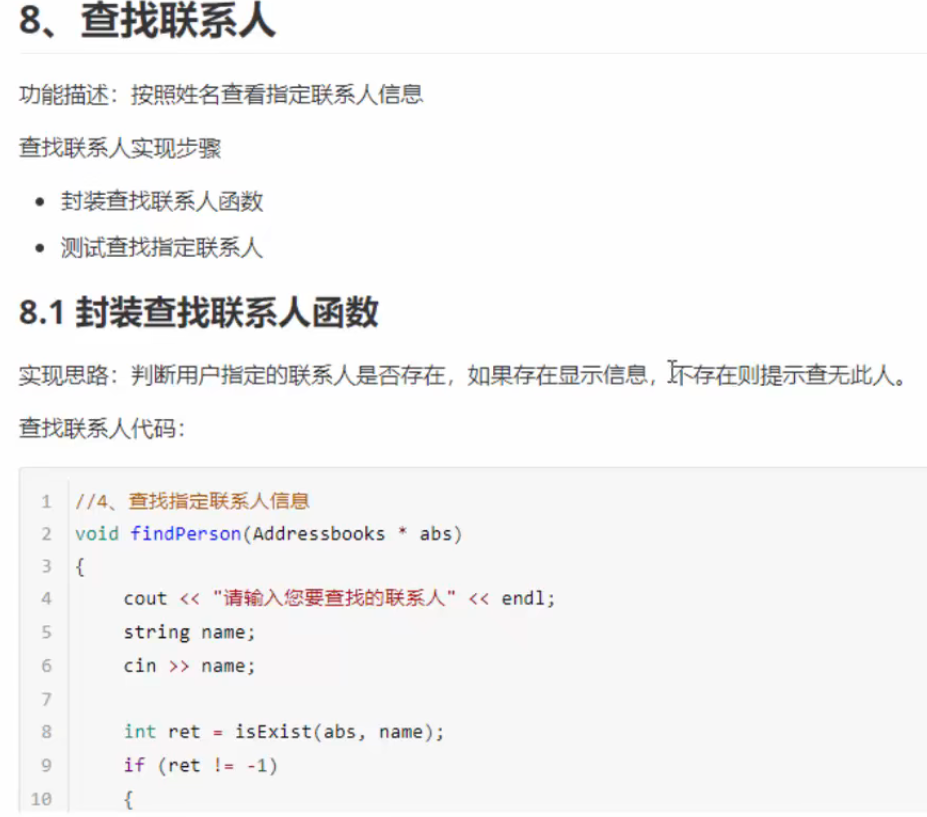 8、查找联系人
功能描述：按照姓名查看指定联系人信息
查找联系人实现步骤
• 封装查找联系人函数
• 测试查找指定联系人
8.1 封装查找联系人函数
实现思路：判断用户指定的联系人是否存在，如果存在显示信息，不存在则提示查无此人。
查找联系人代码：
1 //4、查找指定联系人信息
2 void findPerson(Addressbooks * abs)
3 {
4     cout << "请输入您要查找的联系人" << endl;
5     string name;
6     cin >> name;
7
8     int ret = isExist(abs, name);
9     if (ret != -1)
10     {